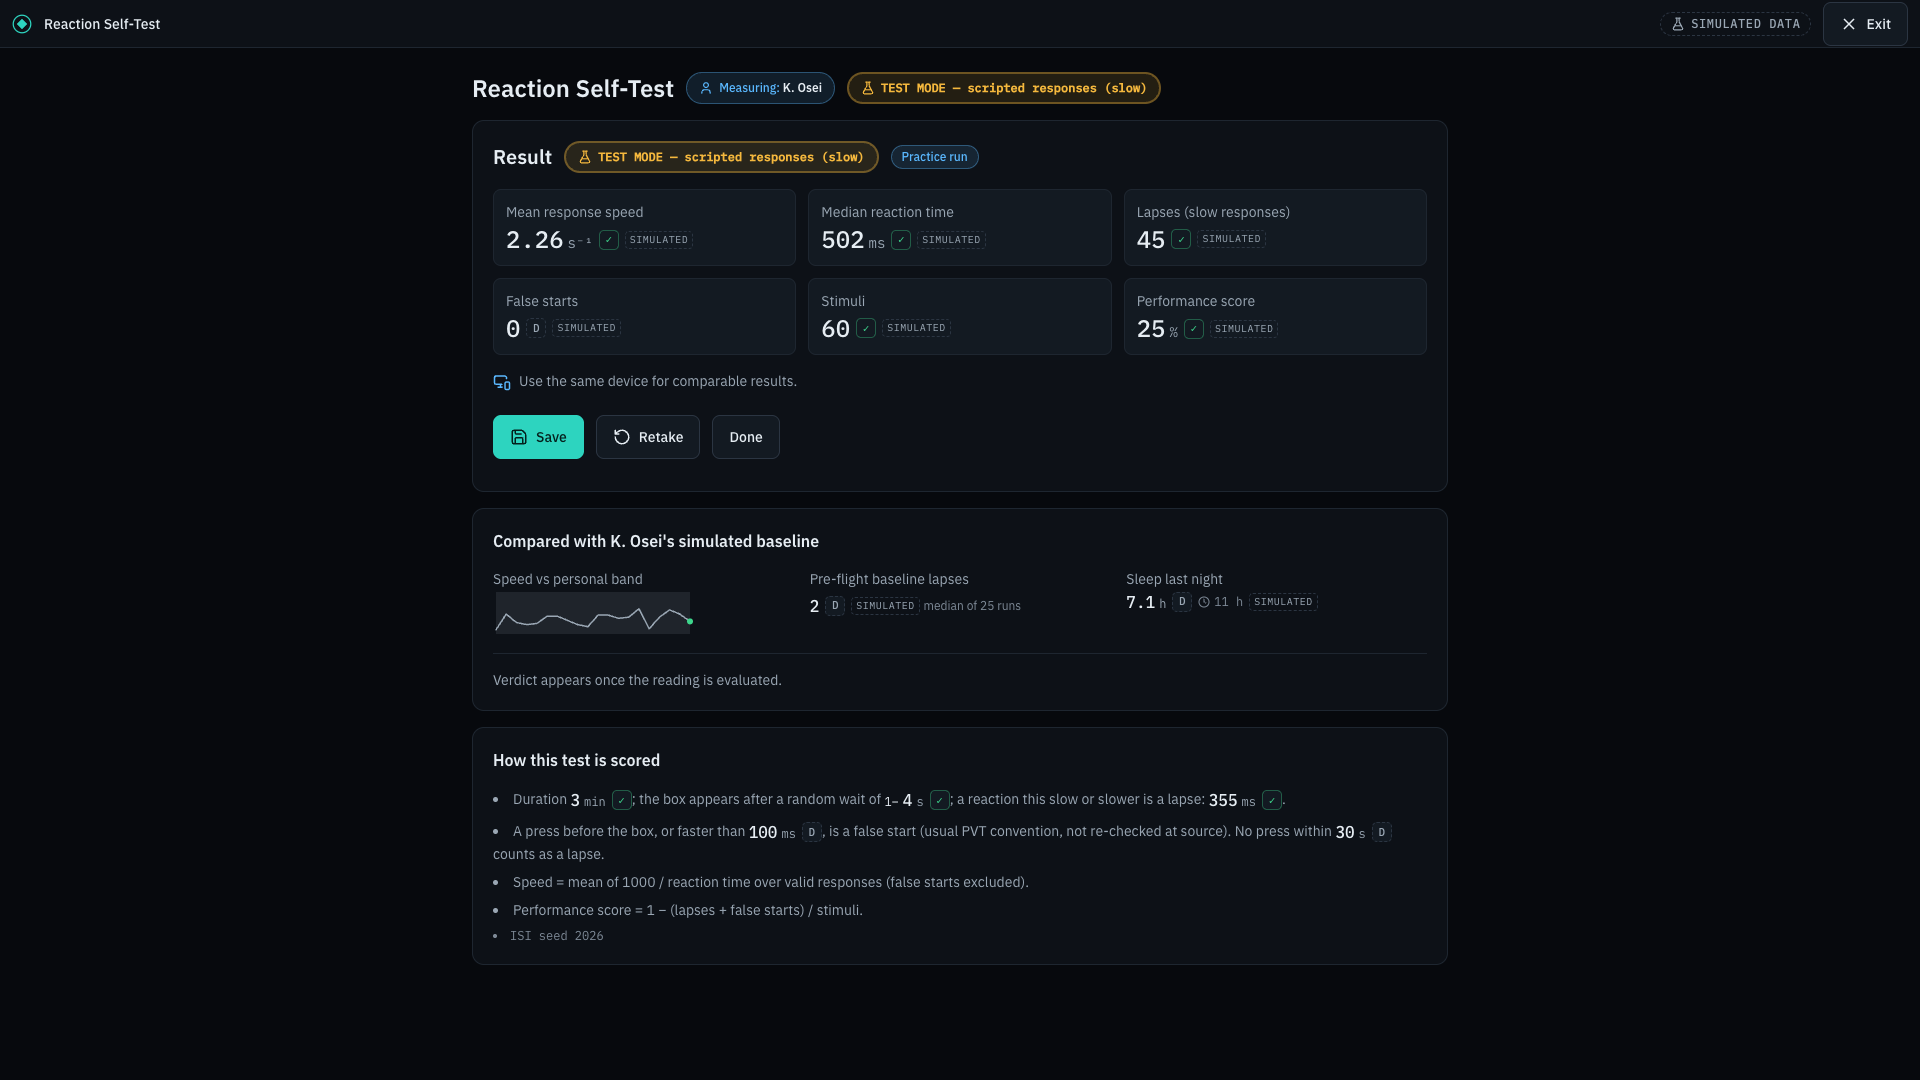 Reaction Self-Test
SIMULATED DATA
Exit
Reaction Self-Test
Measuring: K. Osei
TEST MODE — scripted responses (slow)
Result
TEST MODE — scripted responses (slow)
Practice run
Mean response speed
2.26 s⁻¹ ✓ SIMULATED
Median reaction time
502 ms ✓ SIMULATED
Lapses (slow responses)
45 ✓ SIMULATED
False starts
0 D SIMULATED
Stimuli
60 ✓ SIMULATED
Performance score
25 % ✓ SIMULATED
Use the same device for comparable results.
Save
Retake
Done
Compared with K. Osei's simulated baseline
Speed vs personal band
Pre-flight baseline lapses
2 D SIMULATED median of 25 runs
Sleep last night
7.1 h D 11 h SIMULATED
Verdict appears once the reading is evaluated.
How this test is scored
• Duration 3 min ✓; the box appears after a random wait of 1–4 s ✓; a reaction this slow or slower is a lapse: 355 ms ✓.
• A press before the box, or faster than 100 ms D, is a false start (usual PVT convention, not re-checked at source). No press within 30 s D
counts as a lapse.
• Speed = mean of 1000 / reaction time over valid responses (false starts excluded).
• Performance score = 1 − (lapses + false starts) / stimuli.
• ISI seed 2026